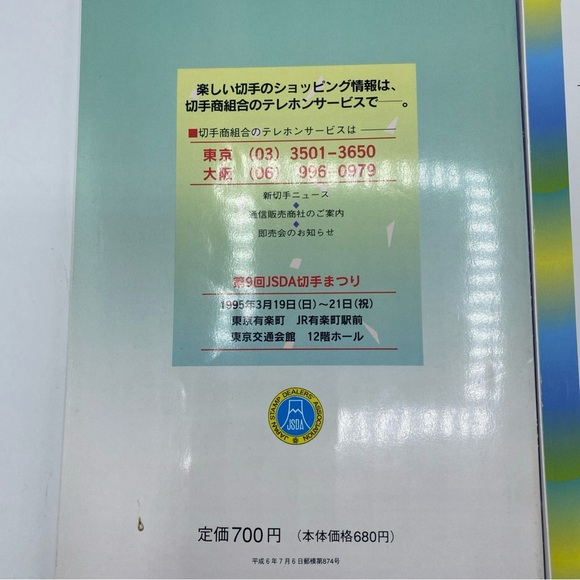 楽しい切手のショッピング情報は、
切手商組合のテレホンサービスで——。
■切手商組合のテレホンサービスは———
東京 (03) 3501-3650
大阪 (06) 996-0979
新切手ニュース
◆
通信販売商社のご案内
◆
即売会のお知らせ
第9回JSDA切手まつり
1995年3月19日(日)〜21日(祝)
東京有楽町 JR有楽町駅前
東京交通会館 12階ホール
JAPAN STAMP DEALERS' ASSOCIATION
JSDA
定価700円 (本体価格680円)
平成6年7月6日郵模第874号